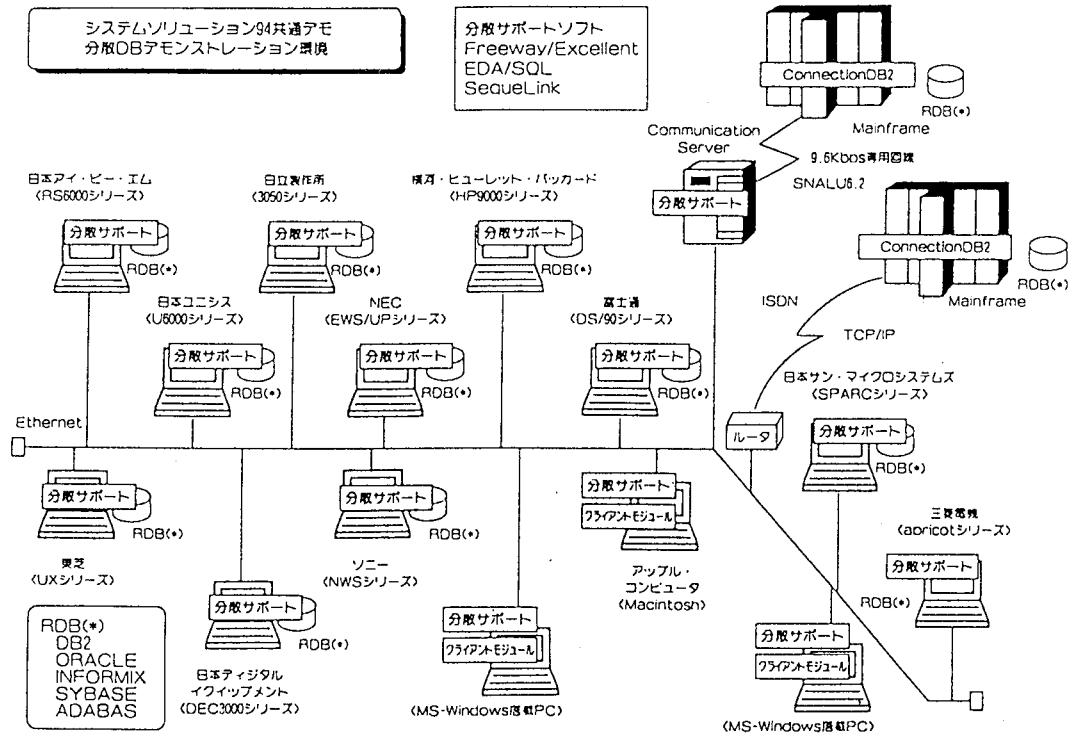 システムソリューション94共通デモ
分散DBデモンストレーション環境
分散サポートソフト
Freeway/Excellent
EDA/SQL
SequeLink
ConnectionDB2
RDB(*)
Mainframe
Communication
Server
分散サポート
9.6Kbps専用回線
SNALU6.2
ConnectionDB2
RDB(*)
Mainframe
ISDN
TCP/IP
ルータ
日本アイ・ビー・エム
〈RS6000シリーズ〉
分散サポート
RDB(*)
日立製作所
〈3050シリーズ〉
分散サポート
RDB(*)
横河・ヒューレット・パッカード
〈HP9000シリーズ〉
分散サポート
RDB(*)
日本ユニシス
〈U6000シリーズ〉
分散サポート
RDB(*)
NEC
〈EWS/UPシリーズ〉
分散サポート
RDB(*)
富士通
〈DS/90シリーズ〉
分散サポート
RDB(*)
日本サン・マイクロシステムズ
〈SPARCシリーズ〉
分散サポート
RDB(*)
Ethernet
分散サポート
RDB(*)
東芝
〈UXシリーズ〉
分散サポート
RDB(*)
ソニー
〈NWSシリーズ〉
分散サポート
クライアントモジュール
アップル・
コンピュータ
〈Macintosh〉
三菱電機
〈apricotシリーズ〉
分散サポート
RDB(*)
分散サポート
RDB(*)
日本ディジタル
イクイップメント
〈DEC3000シリーズ〉
分散サポート
クライアントモジュール
〈MS-Windows搭載PC〉
分散サポート
クライアントモジュール
〈MS-Windows搭載PC〉
RDB(*)
DB2
ORACLE
INFORMIX
SYBASE
ADABAS